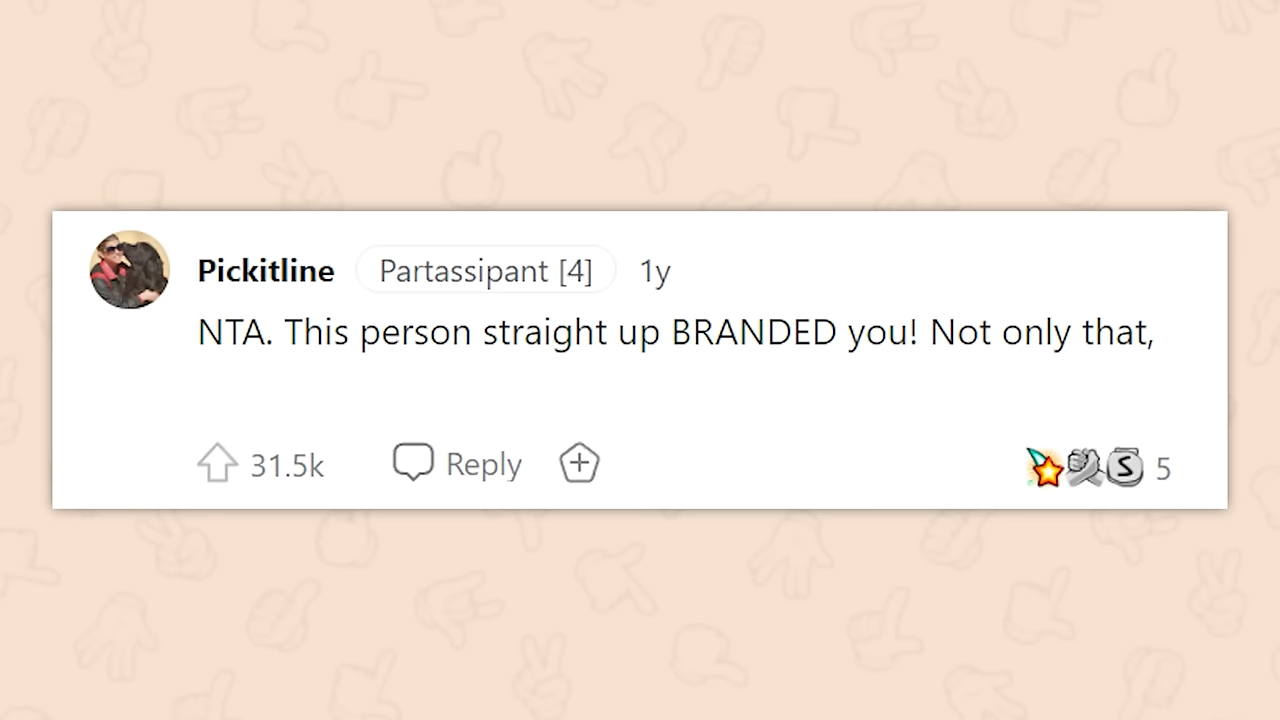 Pickitline Partassipant [4] 1y
NTA. This person straight up BRANDED you! Not only that,
31.5k Reply S 5